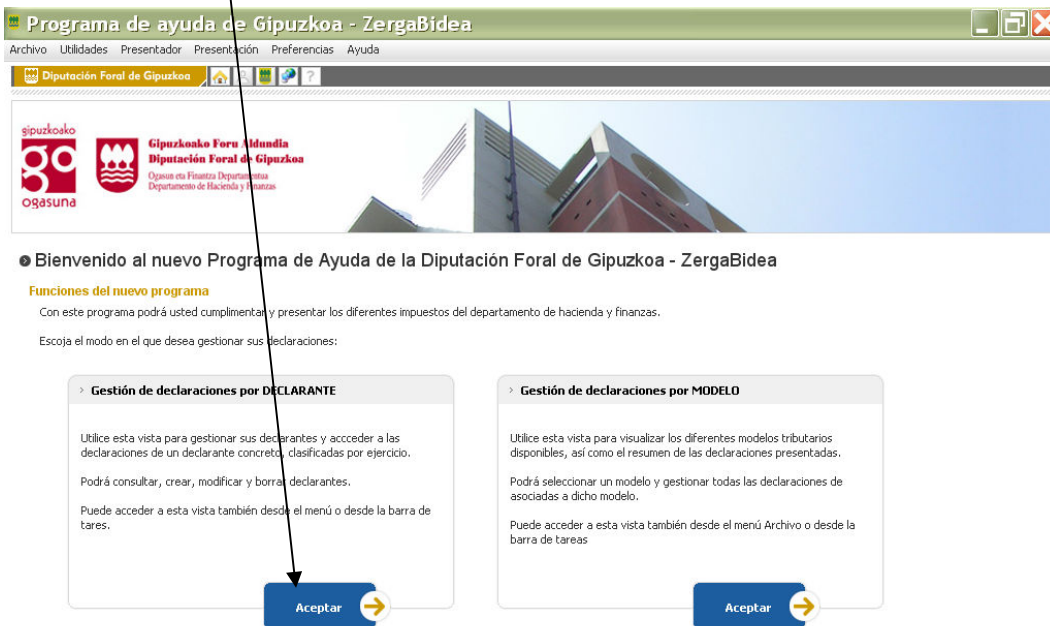 Programa de ayuda de Gipuzkoa - ZergaBidea
Archivo Utilidades Presentador Presentación Preferencias Ayuda
Diputación Foral de Gipuzkoa
gipuzkoako
go
ogasuna
Gipuzkoako Foru Aldundia
Diputación Foral de Gipuzkoa
Ogasun eta Finantza Departamentua
Departamento de Hacienda y Finanzas
Bienvenido al nuevo Programa de Ayuda de la Diputación Foral de Gipuzkoa - ZergaBidea
Funciones del nuevo programa
Con este programa podrá usted cumplimentar y presentar los diferentes impuestos del departamento de hacienda y finanzas.
Escoja el modo en el que desea gestionar sus declaraciones:
> Gestión de declaraciones por DECLARANTE
Utilice esta vista para gestionar sus declarantes y accceder a las
declaraciones de un declarante concreto, clasificadas por ejercicio.
Podrá consultar, crear, modificar y borrar declarantes.
Puede acceder a esta vista también desde el menú o desde la barra de
tares.
Aceptar
> Gestión de declaraciones por MODELO
Utilice esta vista para visualizar los diferentes modelos tributarios
disponibles, así como el resumen de las declaraciones presentadas.
Podrá seleccionar un modelo y gestionar todas las declaraciones de
asociadas a dicho modelo.
Puede acceder a esta vista también desde el menú Archivo o desde la
barra de tareas
Aceptar